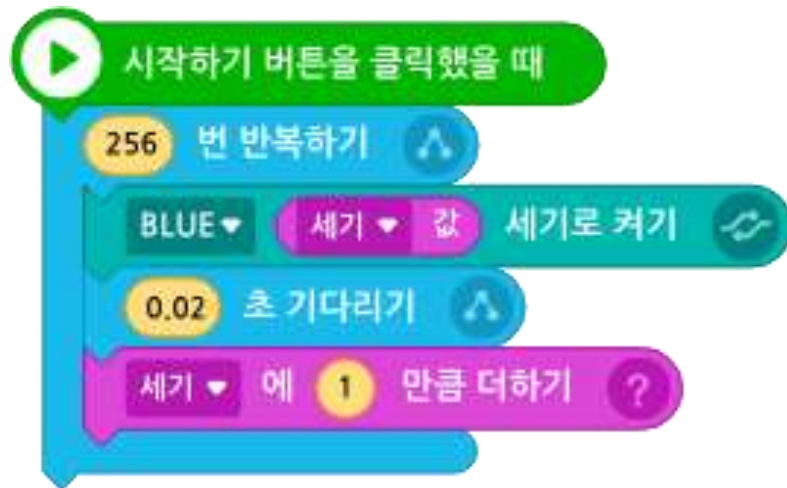 시작하기 버튼을 클릭했을 때
256 번 반복하기
BLUE 세기 값 세기로 켜기
0.02 초 기다리기
세기 에 1 만큼 더하기 ?